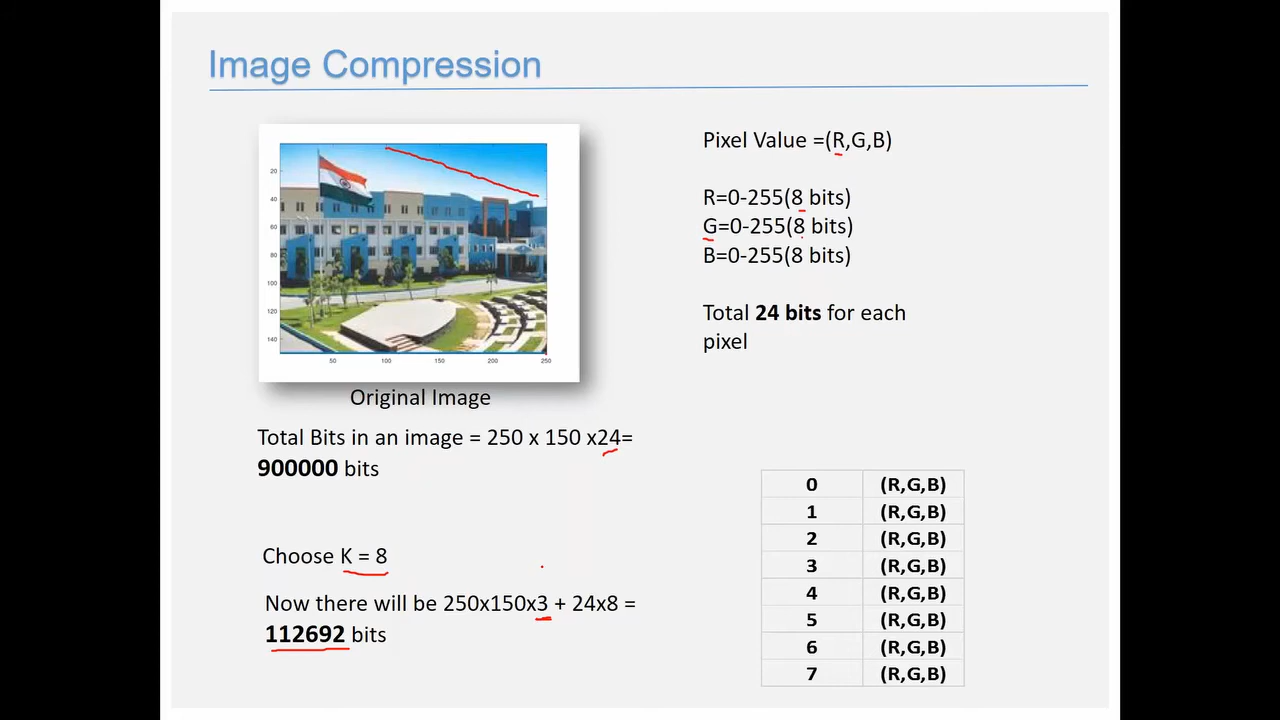 Image Compression
Pixel Value =(R,G,B)
R=0-255(8 bits)
G=0-255(8 bits)
B=0-255(8 bits)
Total 24 bits for each
pixel
20
40
60
80
100
120
140
50
100
150
200
250
Original Image
Total Bits in an image = 250 x 150 x24=
900000 bits
Choose K = 8
Now there will be 250x150x3 + 24x8 =
112692 bits
0 (R,G,B)
1 (R,G,B)
2 (R,G,B)
3 (R,G,B)
4 (R,G,B)
5 (R,G,B)
6 (R,G,B)
7 (R,G,B)